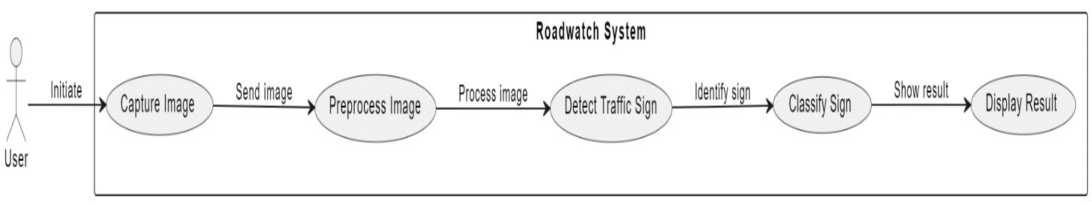 Roadwatch System
Initiate
Capture Image
Send image
Preprocess Image
Process image
Detect Traffic Sign
Identify sign
Classify Sign
Show result
Display Result
User